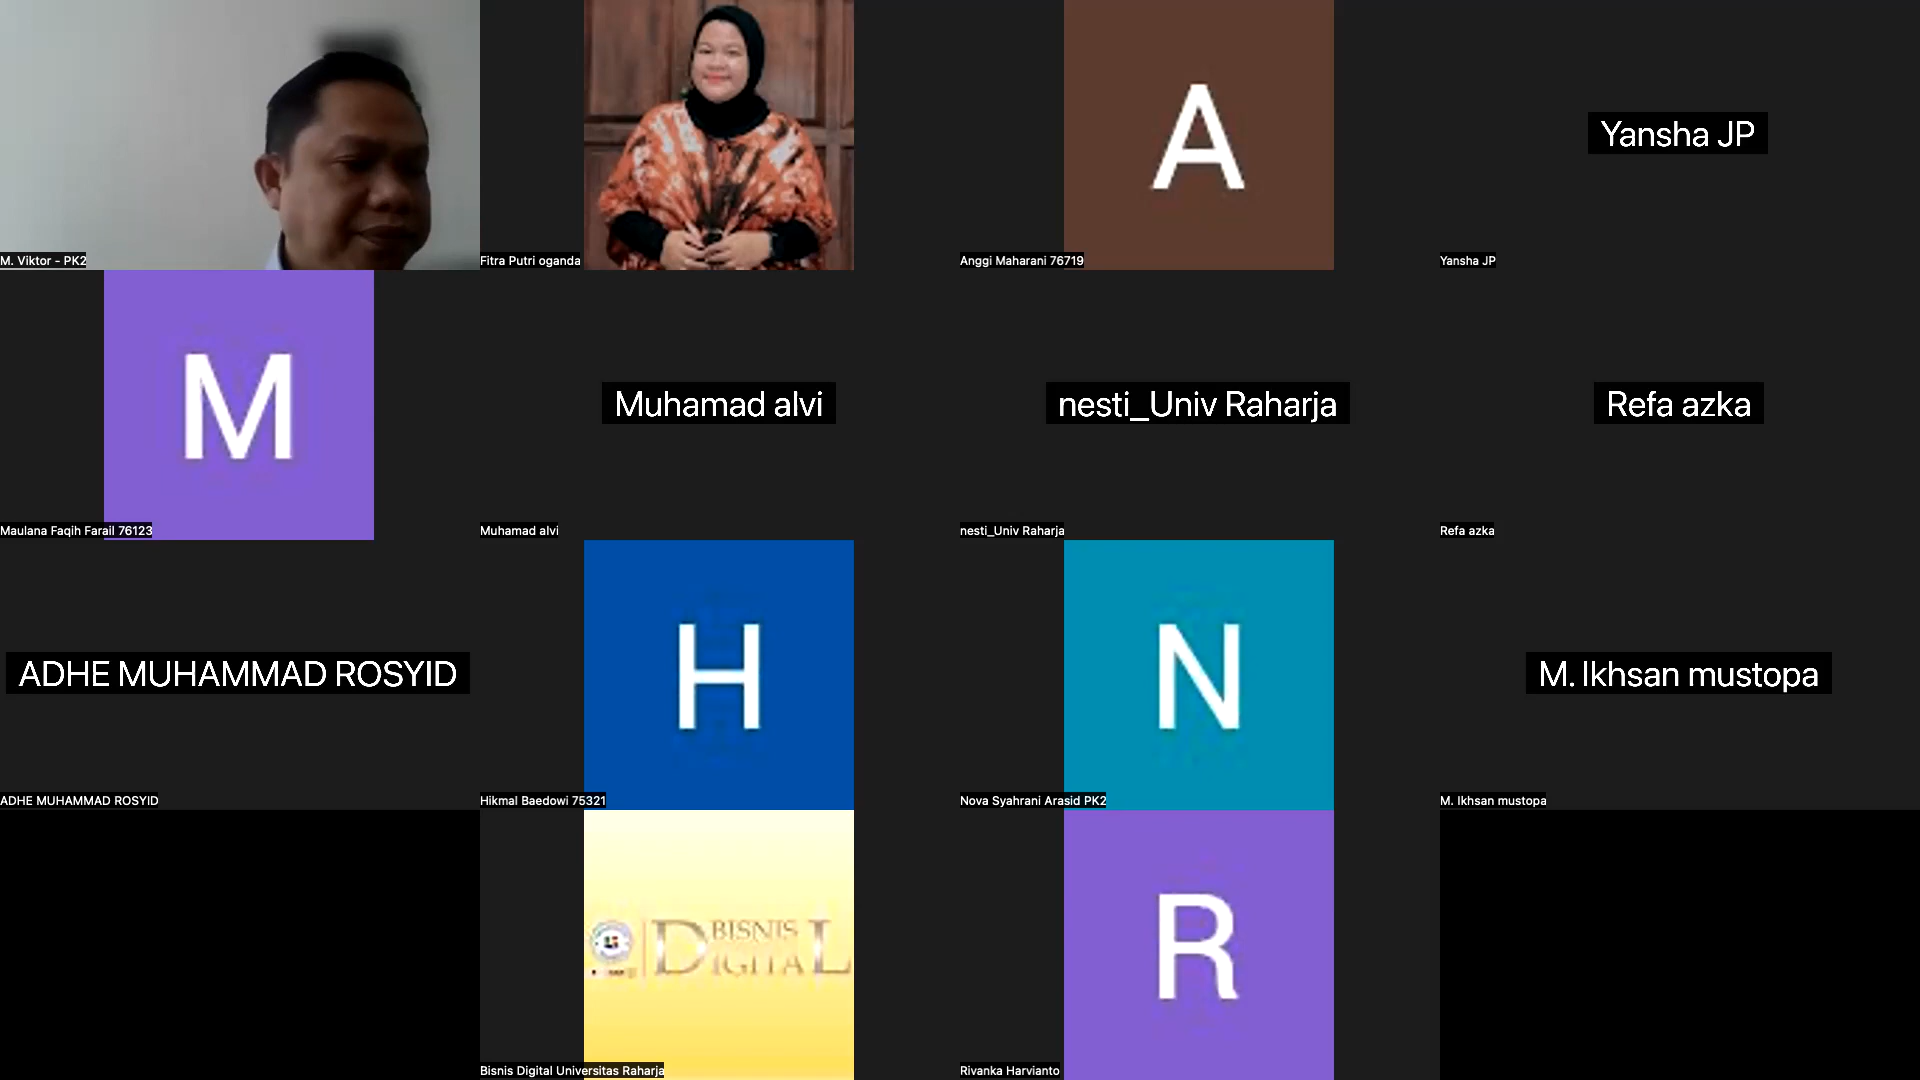 M. Viktor - PK2
Fitra Putri oganda
A
Anggi Maharani 76719
Yansha JP
Yansha JP
M
Maulana Faqih Farail 76123
Muhamad alvi
Muhamad alvi
nesti_Univ Raharja
nesti_Univ Raharja
Refa azka
Refa azka
ADHE MUHAMMAD ROSYID
ADHE MUHAMMAD ROSYID
H
Hikmal Baedowi 75321
N
Nova Syahrani Arasid PK2
M. Ikhsan mustopa
M. Ikhsan mustopa
BISNIS
DIGITAL
Bisnis Digital Universitas Raharja
R
Rivanka Harvianto